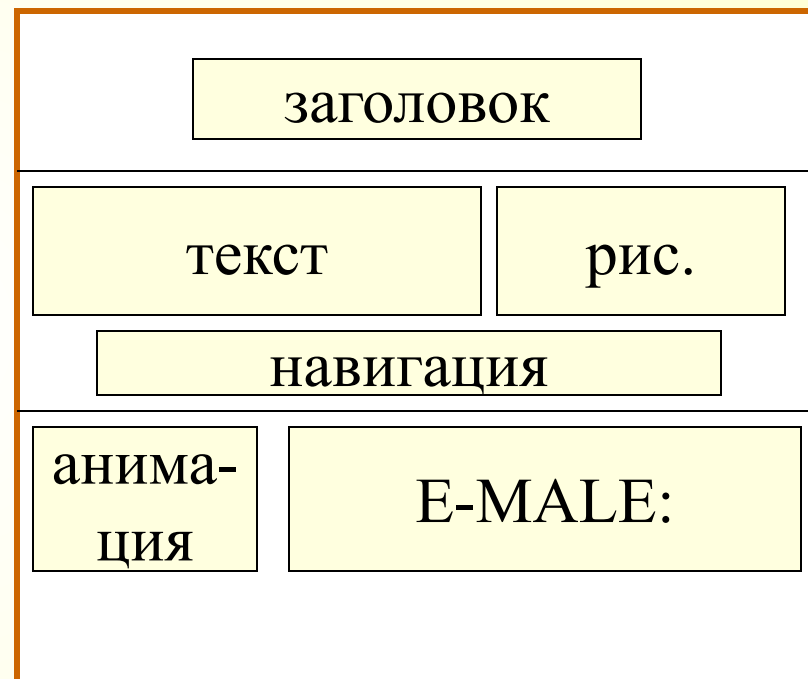 заголовок
текст
рис.
навигация
анима-
ция
E-MALE: